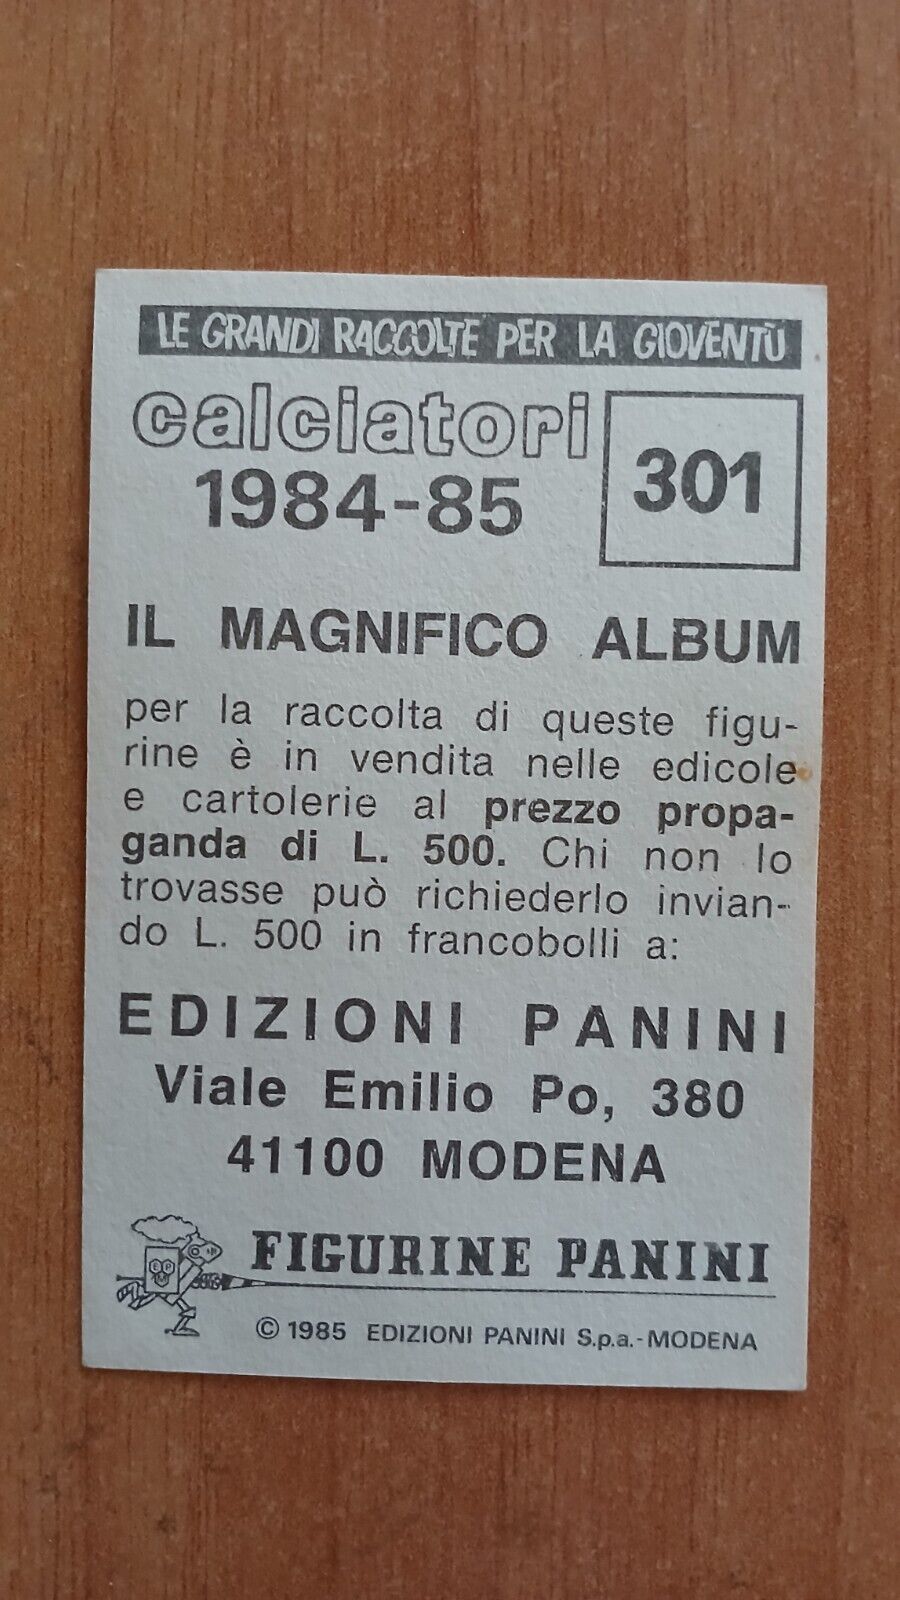 LE GRANDI RACCOLTE PER LA GIOVENTÙ
calciatori
1984-85
301
IL MAGNIFICO ALBUM
per la raccolta di queste figu-
rine è in vendita nelle edicole
e cartolerie al prezzo propa-
ganda di L. 500. Chi non lo
trovasse può richiederlo invian-
do L. 500 in francobolli a:
EDIZIONI PANINI
Viale Emilio Po, 380
41100 MODENA
EP
FIGURINE PANINI
© 1985 EDIZIONI PANINI S.p.a.-MODENA